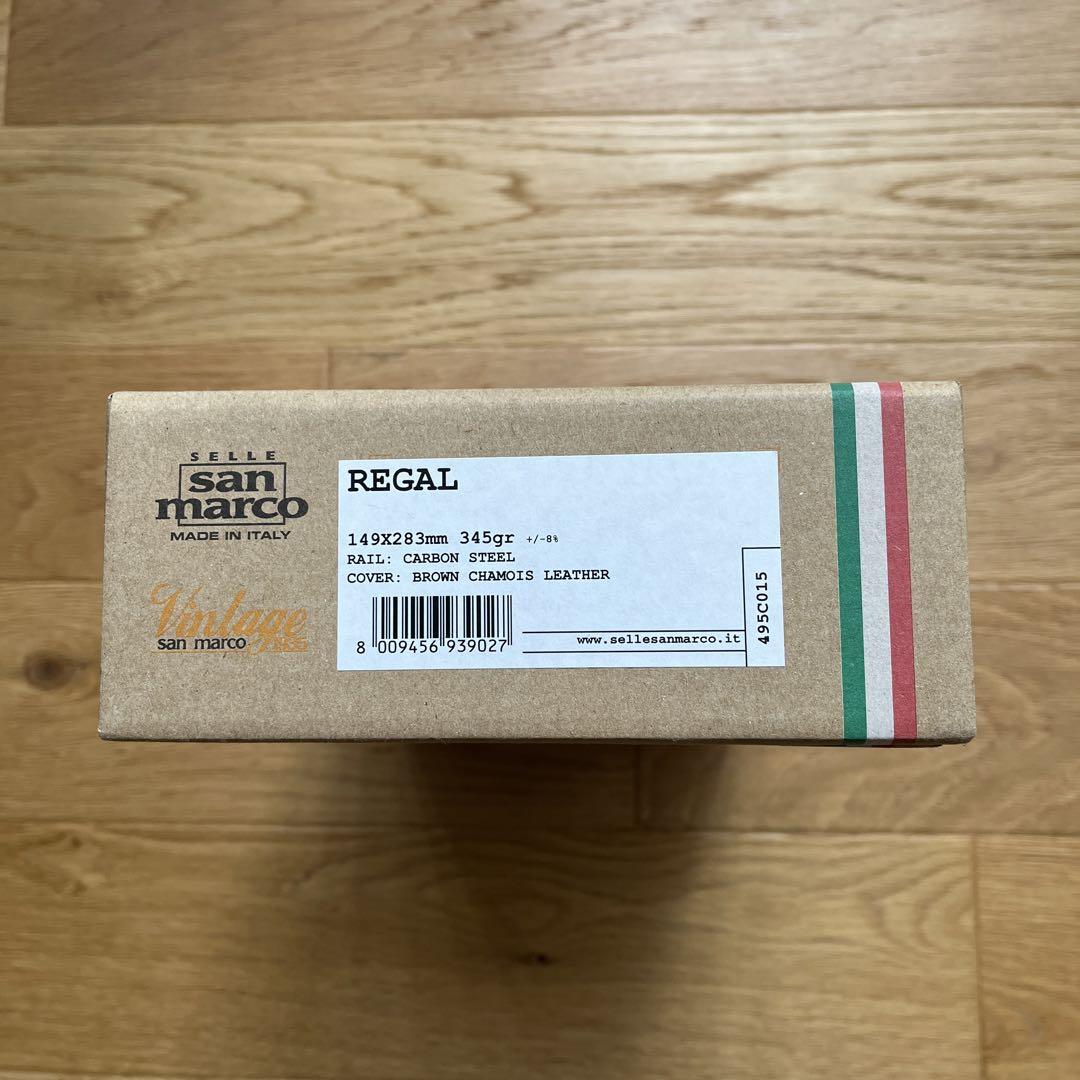 SELLE
san
marco
MADE IN ITALY
Vintage
san marco
REGAL
149X283mm 345gr +/-8%
RAIL: CARBON STEEL
COVER: BROWN CHAMOIS LEATHER
8 009456 939027
www.sellesanmarco.it
495C015